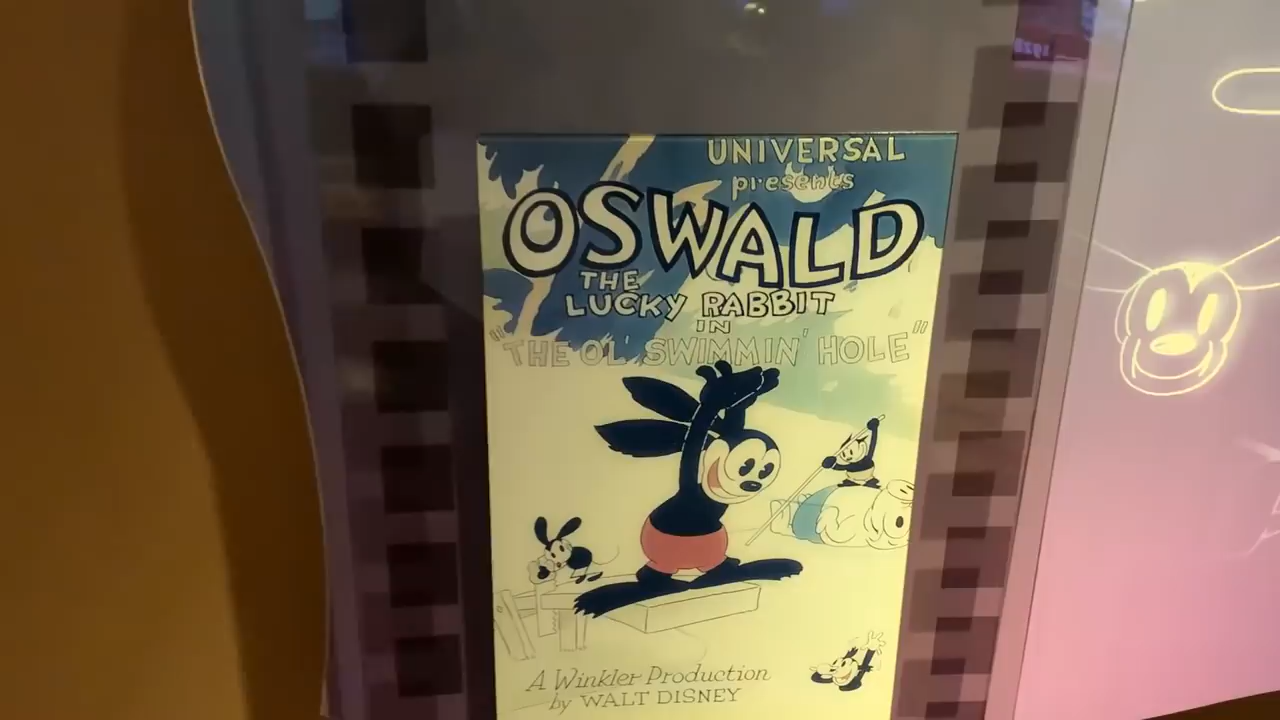 UNIVERSAL
presents
OSWALD
THE
LUCKY RABBIT
IN
"THE OL' SWIMMIN' HOLE"
A Winkler Production
by WALT DISNEY